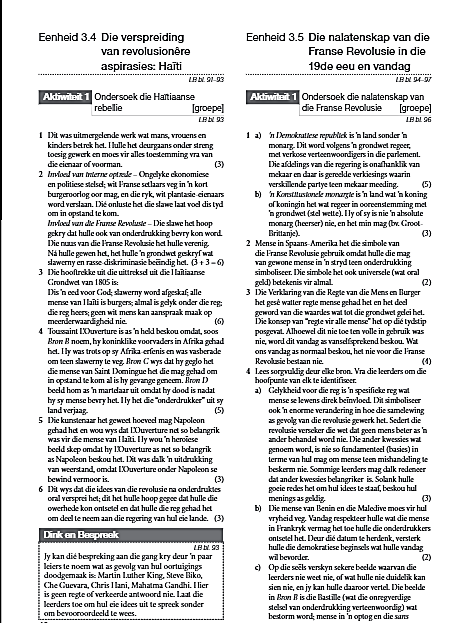 Eenheid 3.4 Die verspreiding
van revolusionêre
aspirasies: Haïti
LB bl. 91–93
Aktiwiteit 1 Ondersoek die Haïtiaanse
rebellie [groepe]
LB bl. 93
1 Dit was uitmergelende werk wat mans, vrouens en
kinders betrek het. Hulle het deurgaans onder streng
toesig gewerk en moes vir alles toestemming vra van
die eienaar of voorman. (3)
2 Invloed van interne optrede – Ongelyke ekonomiese
en politiese stelsel; wit Franse setlaars veg in 'n kort
burgeroorlog oor mag, en die ryk, wit plantasie-eienaars
word verslaan. Dié onluste het die slawe laat voel dis tyd
om in opstand te kom.
Invloed van die Franse Revolusie – Die slawe het hoop
gekry dat hulle ook van onderdrukking bevry kon word.
Die nuus van die Franse Revolusie het hulle verenig.
Ná hulle gewen het, het hulle 'n grondwet geskryf wat
slawerny en rasse-diskriminasie beëindig het. (3 + 3 = 6)
3 Die hooftrekke uit die uittreksel uit die Haïtiaanse
Grondwet van 1805 is:
Dis 'n eed voor God; slawerny word afgeskaf; alle
mense van Haïti is burgers; almal is gelyk onder die reg;
die reg heers; geen wit mens kan aanspraak maak op
meerderwaardigheid nie. (6)
4 Toussaint L'Ouverture is as 'n held beskou omdat, soos
Bron B noem, hy koninklike voorvaders in Afrika gehad
het. Hy was trots op sy Afrika-erfenis en was vasberade
om teen slawerny te veg. Bron C wys dat hy geglo het
die mense van Saint Domingue het die mag gehad om
in opstand te kom al is hy gevange geneem. Bron D
beeld hom as 'n martelaar uit omdat hy dood is nadat
hy sy mense bevry het. Hy het die "onderdrukker" uit sy
land verjaag. (5)
5 Die kunstenaar het geweet hoeveel mag Napoleon
gehad het en wou wys dat L'Ouverture net so belangrik
was vir die mense van Haïti. Hy wou 'n heroïese
beeld skep omdat hy L'Ouverture as net so belangrik
as Napoleon beskou het. Dit was dalk 'n uitdrukking
van weerstand, omdat L'Ouverture onder Napoleon se
bewind vermoor is. (3)
6 Dit wys dat die idees van die revolusie na onderdruktes
oral versprei het; dit het hulle hoop gegee dat hulle die
owerhede kon ontsetel en dat hulle die reg gehad het
om deel te neem aan die regering van hul eie lande. (3)
Dink en Bespreek
LB bl. 93
Jy kan dié bespreking aan die gang kry deur 'n paar
leiers te noem wat as gevolg van hul oortuigings
doodgemaak is: Martin Luther King, Steve Biko,
Che Guevara, Chris Hani, Mahatma Gandhi. Hier
is geen regte of verkeerde antwoord nie. Laat die
leerders toe om hul eie idees uit te spreek sonder
om bevooroordeeld te wees.
Eenheid 3.5 Die nalatenskap van die
Franse Revolusie in die
19de eeu en vandag
LB bl. 94–97
Aktiwiteit 1 Ondersoek die nalatenskap van
die Franse Revolusie [groepe]
LB bl. 96
1 a) 'n Demokratiese republiek is 'n land sonder 'n
monarg. Dit word volgens 'n grondwet regeer,
met verkose verteenwoordigers in die parlement.
Die afdelings van die regering is onafhanklik van
mekaar en daar is gereelde verkiesings waarin
verskillende partye teen mekaar meeding. (5)
b) 'n Konstitusionele monargie is 'n land wat 'n koning
of koningin het wat regeer in ooreenstemming met
'n grondwet (stel wette). Hy of sy is nie 'n absolute
monarg (heerser) nie, en het min mag (bv. Groot-
Brittanje). (3)
2 Mense in Spaans-Amerika het die simbole van
die Franse Revolusie gebruik omdat hulle die mag
van gewone mense in 'n stryd teen onderdrukking
simboliseer. Die simbole het ook universele (wat oral
geld) betekenis vir almal. (2)
3 Die Verklaring van die Regte van die Mens en Burger
het gesê watter regte mense gehad het en het deel
geword van die waardes wat tot die grondwet gelei het.
Die konsep van "regte vir alle mense" het op dié tydstip
posgevat. Alhoewel dit nie toe ten volle in gebruik was
nie, word dit vandag as vanselfsprekend beskou. Wat
ons vandag as normaal beskou, het nie voor die Franse
Revolusie bestaan nie. (4)
4 Lees sorgvuldig deur elke bron. Vra die leerders om die
hoofpunte van elk te identifiseer.
a) Gelykheid voor die reg is 'n spesifieke reg wat
mense se lewens direk beïnvloed. Dit simboliseer
ook 'n enorme verandering in hoe die samelewing
as gevolg van die revolusie gewerk het. Sedert die
revolusie verseker die wet dat geen mens beter as 'n
ander behandel word nie. Die ander kwessies wat
genoem word, is nie so fundamenteel (basies) in
terme van hul mag om mense teen mishandeling te
beskerm nie. Sommige leerders mag dalk redeneer
dat ander kwessies belangriker is. Solank hulle
goeie redes het om hul idees te staaf, beskou hul
menings as geldig. (3)
b) Die mense van Benin en die Maledive moes vir hul
vryheid veg. Vandag respekteer hulle wat die mense
in Frankryk vermag het toe hulle die onderdrukkers
ontsetel het. Deur dié datum te herdenk, versterk
hulle die demokratiese beginsels wat hulle vandag
wil bevorder. (2)
c) Op die seëls verskyn sekere beelde waarvan die
leerders nie weet nie, of wat hulle nie duidelik kan
sien nie, en jy kan hulle daaroor vertel. Die beelde
in Bron B is die Bastille (wat die onregverdige
stelsel van onderdrukking verteenwoordig) wat
bestorm word; mense in 'n optog en die sans